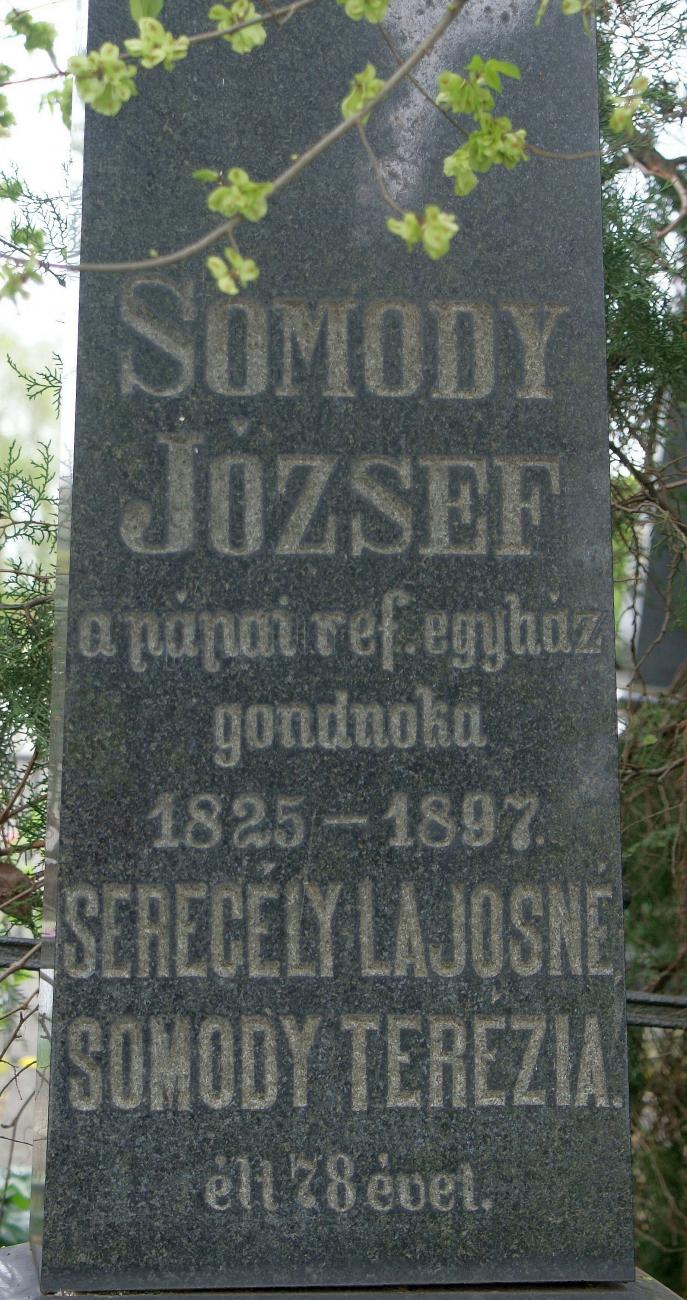 SOMODY
JÓZSEF
a pápai ref. egyház
gondnoka
1825 – 1897.
SERECÉLY LAJOSNÉ
SOMODY TERÉZIA.
élt 78 évet.